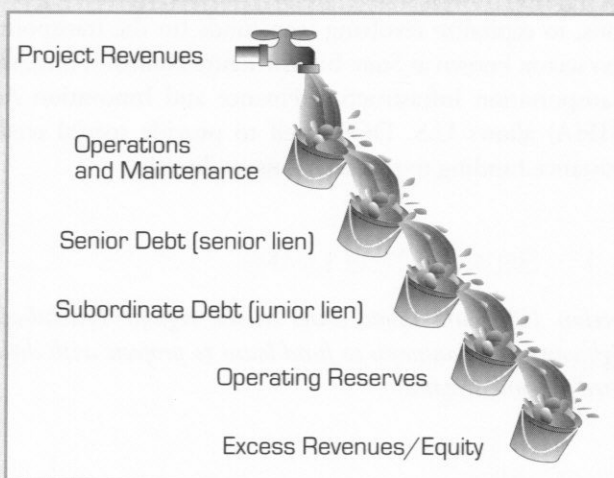 Project Revenues
Operations
and Maintenance
Senior Debt (senior lien)
Subordinate Debt (junior lien)
Operating Reserves
Excess Revenues/Equity